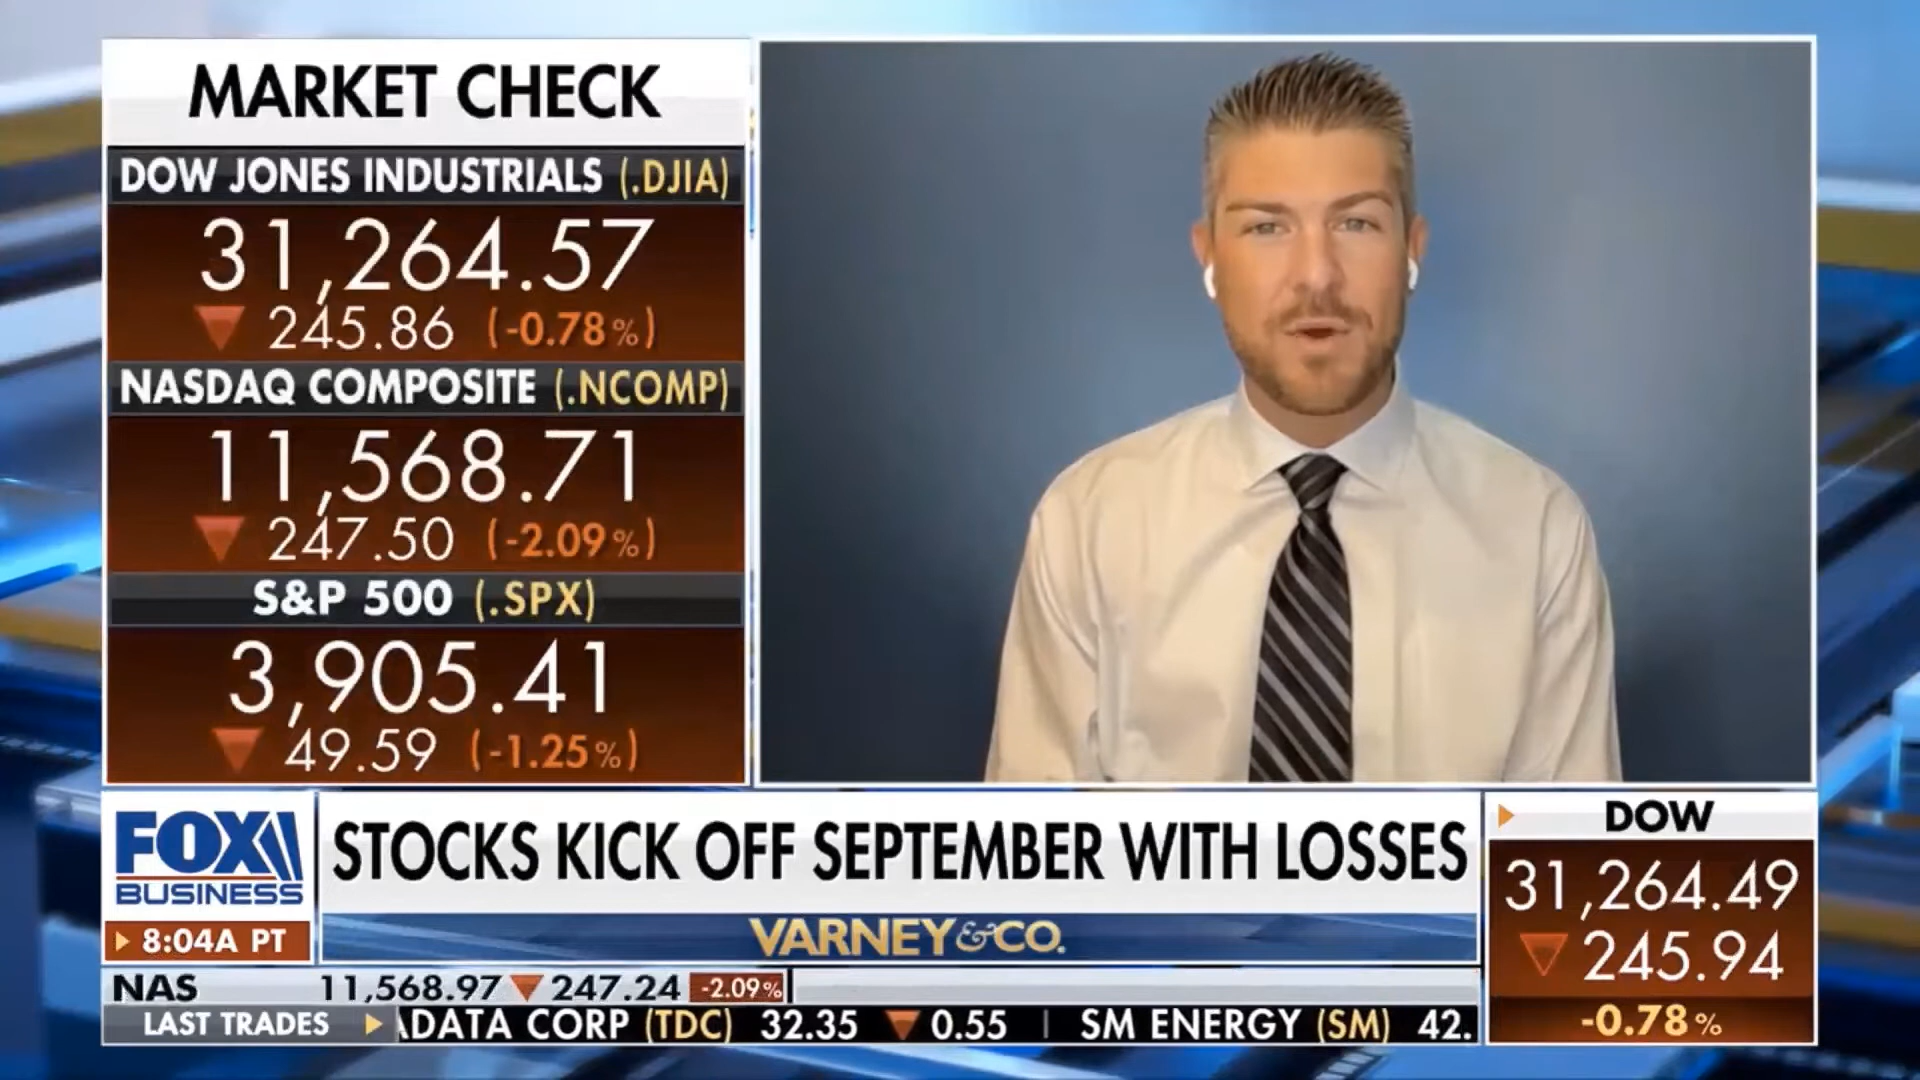 MARKET CHECK
DOW JONES INDUSTRIALS (.DJIA)
31,264.57
245.86 (-0.78%)
NASDAQ COMPOSITE (.NCOMP)
11,568.71
247.50 (-2.09%)
S&P 500 (.SPX)
3,905.41
49.59 (-1.25%)
FOX
BUSINESS
8:04A PT
STOCKS KICK OFF SEPTEMBER WITH LOSSES
VARNEY & CO.
DOW
31,264.49
245.94
-0.78%
NAS 11,568.97 247.24 -2.09%
LAST TRADES ADATA CORP (TDC) 32.35 0.55 | SM ENERGY (SM) 42.